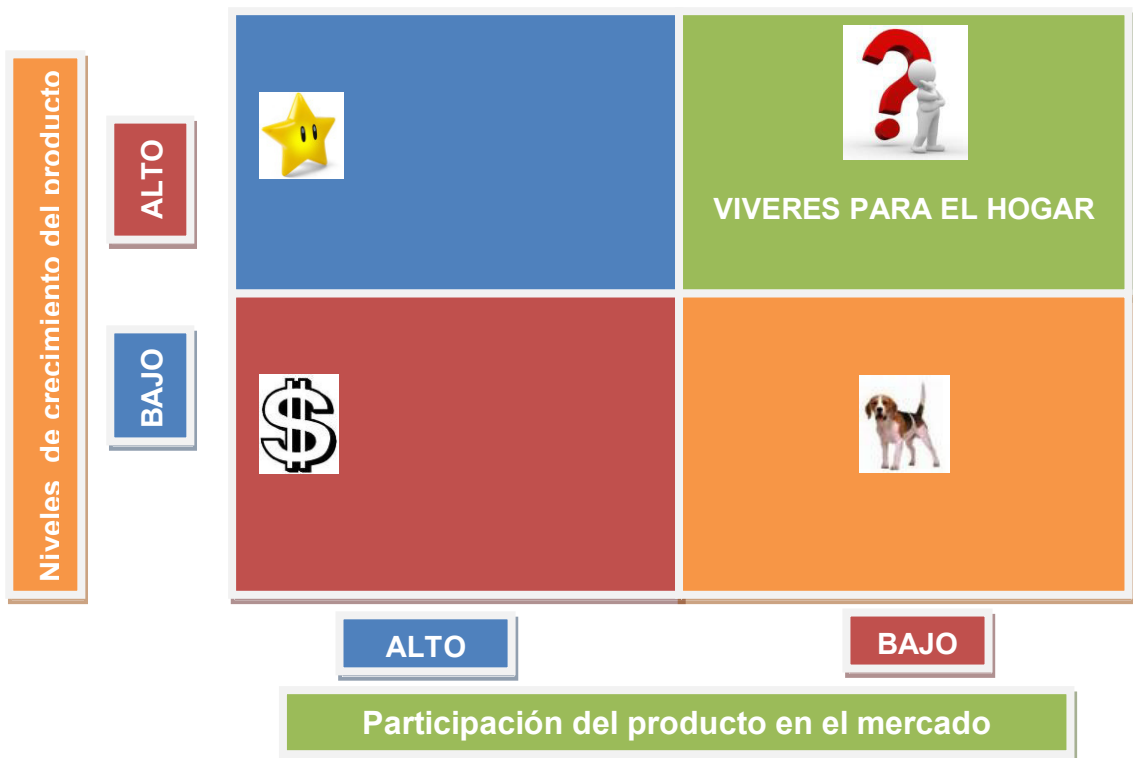 Niveles de crecimiento del producto
ALTO
BAJO
VIVERES PARA EL HOGAR
ALTO
BAJO
Participación del producto en el mercado